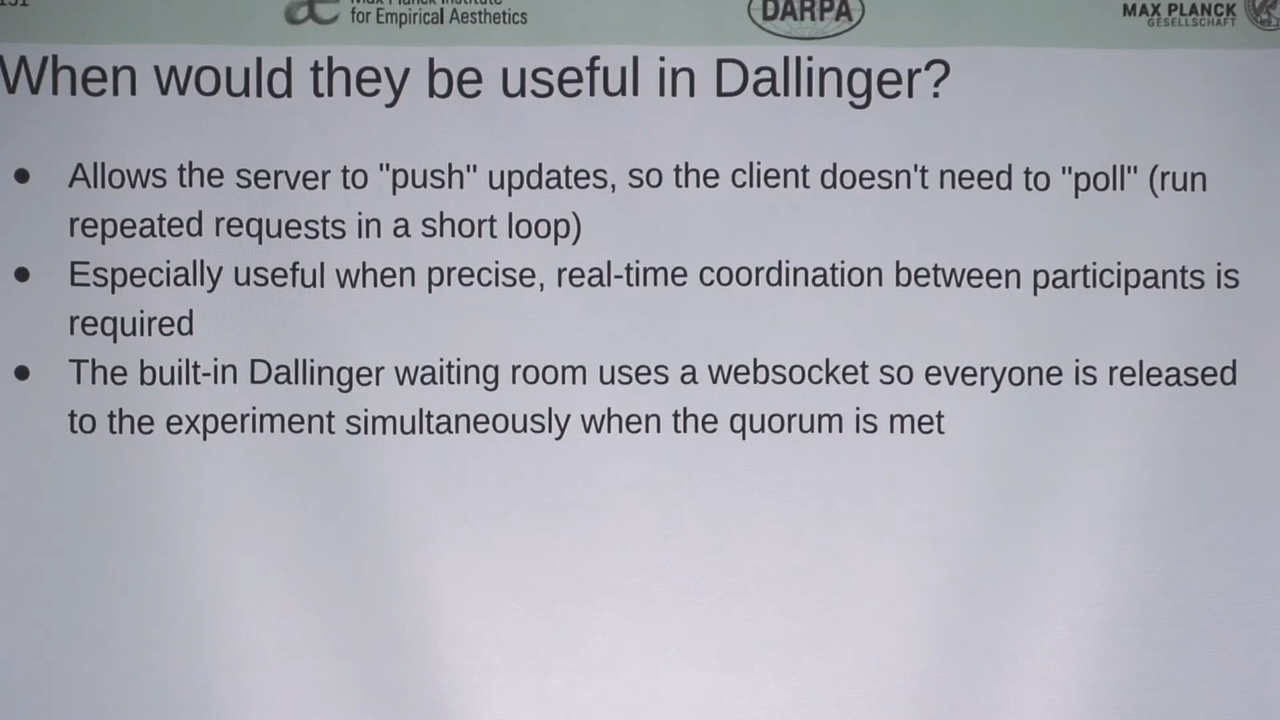 for Empirical Aesthetics
DARPA
MAX PLANCK
GESELLSCHAFT
When would they be useful in Dallinger?
● Allows the server to "push" updates, so the client doesn't need to "poll" (run
repeated requests in a short loop)
● Especially useful when precise, real-time coordination between participants is
required
● The built-in Dallinger waiting room uses a websocket so everyone is released
to the experiment simultaneously when the quorum is met